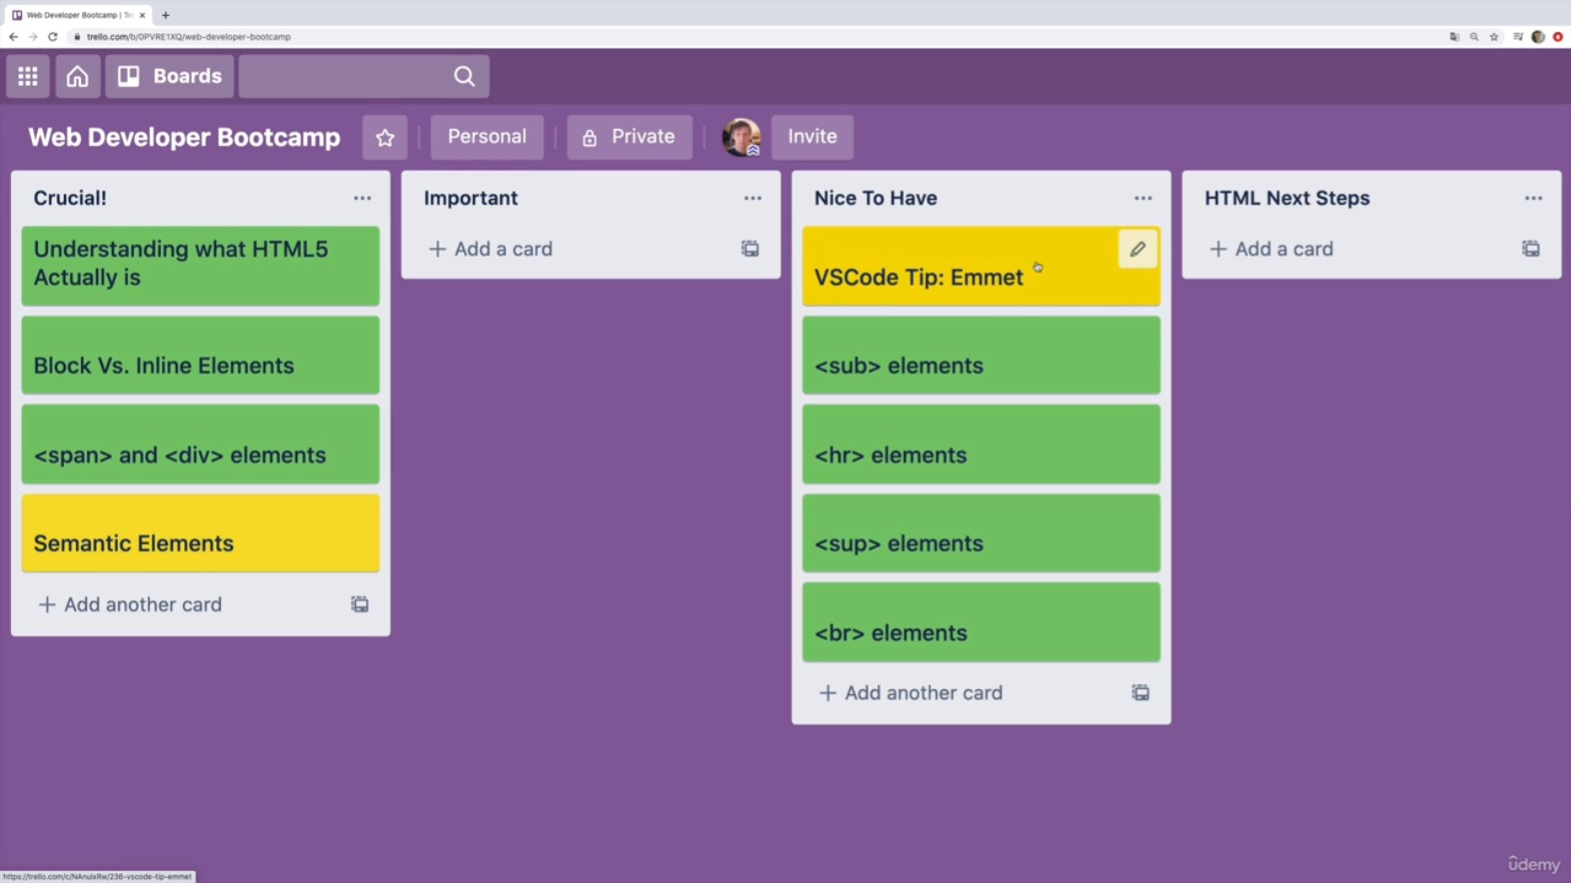 Web Developer Bootcamp | Tre
trello.com/b/0PVRE1XQ/web-developer-bootcamp
Boards
Web Developer Bootcamp
Personal
Private
Invite
Crucial!
Understanding what HTML5
Actually is
Block Vs. Inline Elements
<span> and <div> elements
Semantic Elements
+ Add another card
Important
+ Add a card
Nice To Have
VSCode Tip: Emmet
<sub> elements
<hr> elements
<sup> elements
<br> elements
+ Add another card
HTML Next Steps
+ Add a card
https://trello.com/c/NAnuixRw/236-vscode-tip-emmet
ûdemy